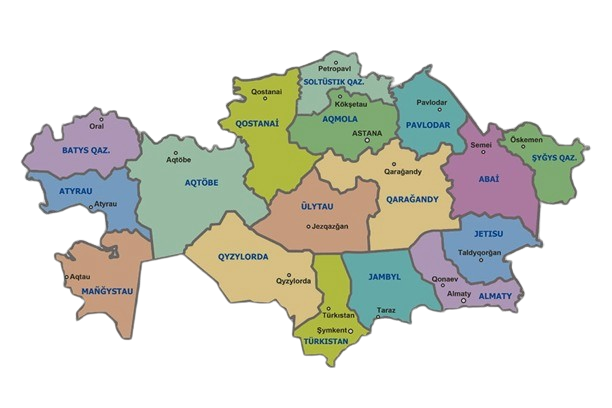 Petropavl
SOLTÜSTIK QAZ.
Qostanai
Kökşetau
Pavlodar
QOSTANAİ
AQMOLA
PAVLODAR
Oral
ASTANA
BATYS QAZ.
Aqtöbe
Semei
Öskemen
ŞYĞYS QAZ.
Qarağandy
AQTÖBE
ABAİ
ATYRAU
Atyrau
ÜLYTAU
QARAĞANDY
Jezqazğan
JETISU
Taldyqorğan
QYZYLORDA
Aqtau
MAÑĞYSTAU
Qyzylorda
JAMBYL
Qonaev
Almaty
ALMATY
Türkıstan
Taraz
Şymkent
TÜRKISTAN